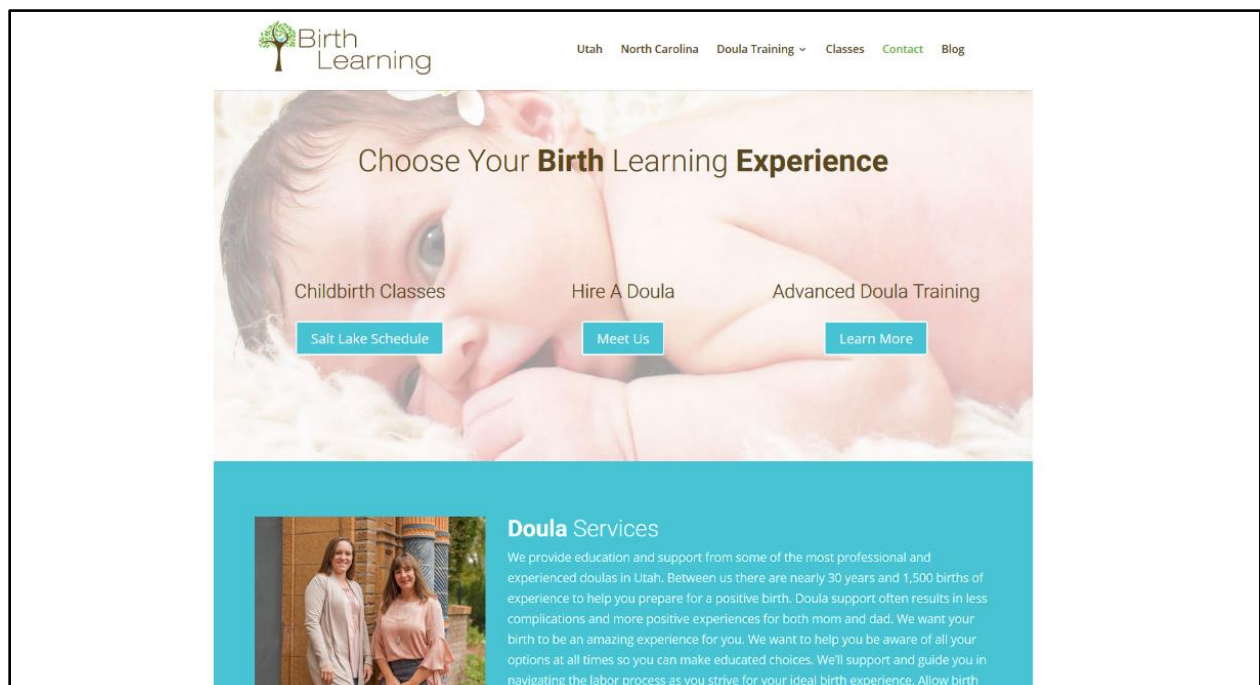 Birth
Learning
Utah North Carolina Doula Training Classes Contact Blog
Choose Your Birth Learning Experience
Childbirth Classes
Salt Lake Schedule
Hire A Doula
Meet Us
Advanced Doula Training
Learn More
Doula Services
We provide education and support from some of the most professional and
experienced doulas in Utah. Between us there are nearly 30 years and 1,500 births of
experience to help you prepare for a positive birth. Doula support often results in less
complications and more positive experiences for both mom and dad. We want your
birth to be an amazing experience for you. We want to help you be aware of all your
options at all times so you can make educated choices. We'll support and guide you in
navigating the labor process as you strive for your ideal birth experience. Allow birth